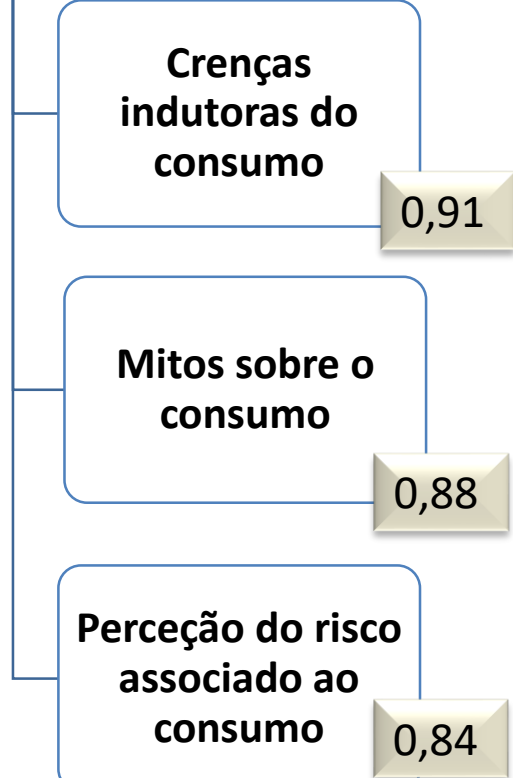 Crenças
indutoras do
consumo
0,91
Mitos sobre o
consumo
0,88
Perceção do risco
associado ao
consumo
0,84